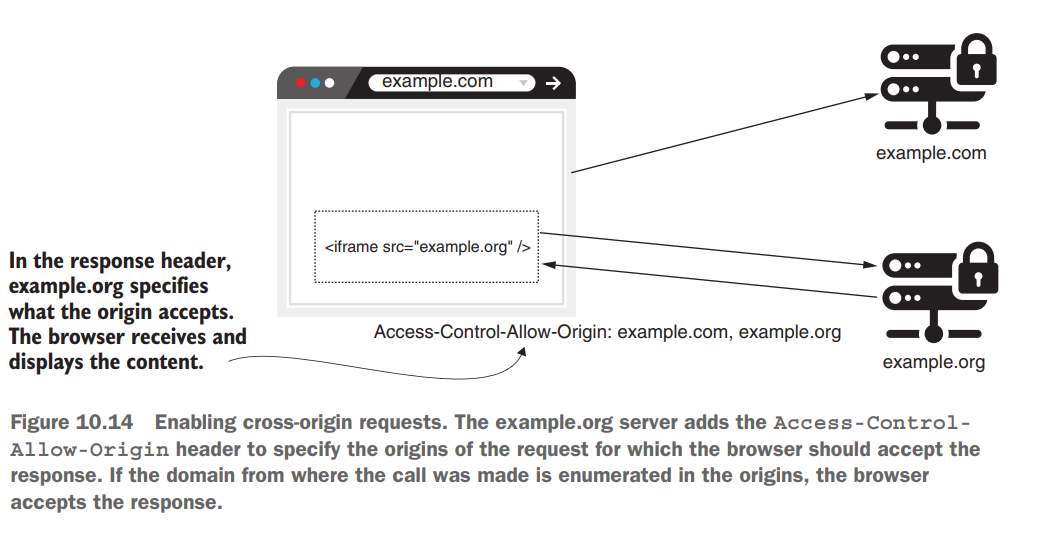 example.com
example.com
<iframe src="example.org" />
In the response header,
example.org specifies
what the origin accepts.
The browser receives and
displays the content.
Access-Control-Allow-Origin: example.com, example.org
example.org
Figure 10.14 Enabling cross-origin requests. The example.org server adds the Access-Control-
Allow-Origin header to specify the origins of the request for which the browser should accept the
response. If the domain from where the call was made is enumerated in the origins, the browser
accepts the response.